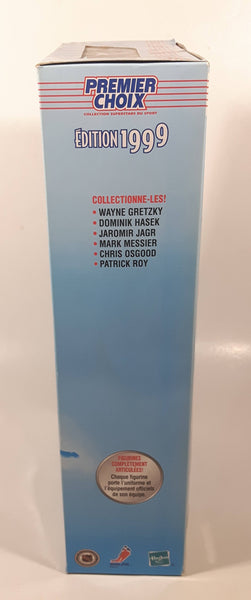 PREMIER
CHOIX
COLLECTION SUPERSTARS DU SPORT
ÉDITION 1999
COLLECTIONNE-LES!
• WAYNE GRETZKY
• DOMINIK HASEK
• JAROMIR JAGR
• MARK MESSIER
• CHRIS OSGOOD
• PATRICK ROY
FIGURINES
COMPLÈTEMENT
ARTICULÉES!
Chaque figurine
porte l'uniforme et
l'équipement officiels
de son équipe.
Hasbro